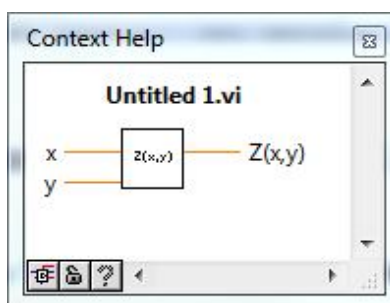 Context Help
Untitled 1.vi
x
Z(x,y)
Z(x,y)
y
?